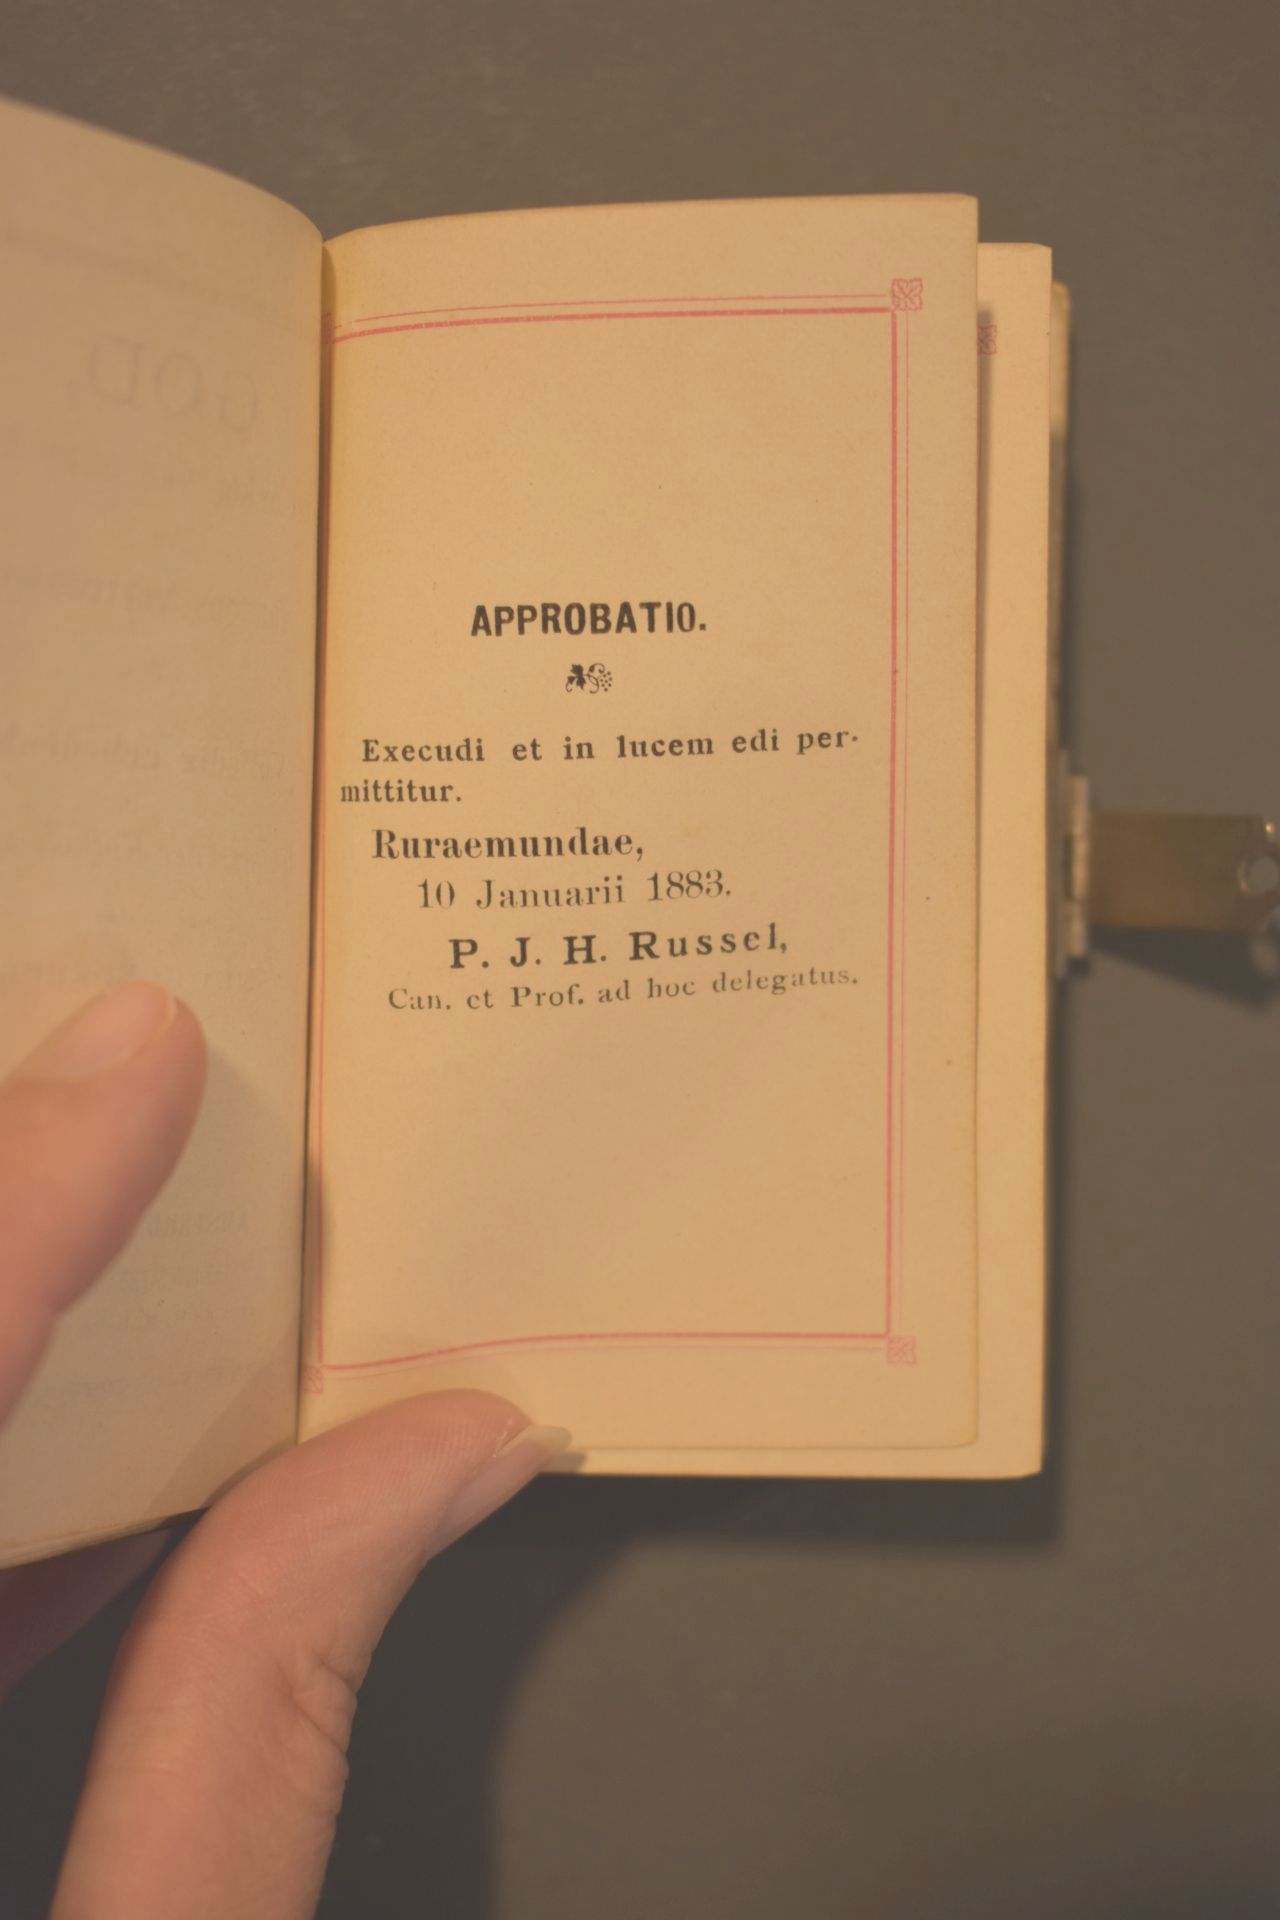 APPROBATIO.
Execudi et in lucem edi per-
mittitur.
Ruraemundae,
10 Januarii 1883.
P. J. H. Russel,
Can. et Prof. ad hoc delegatus.